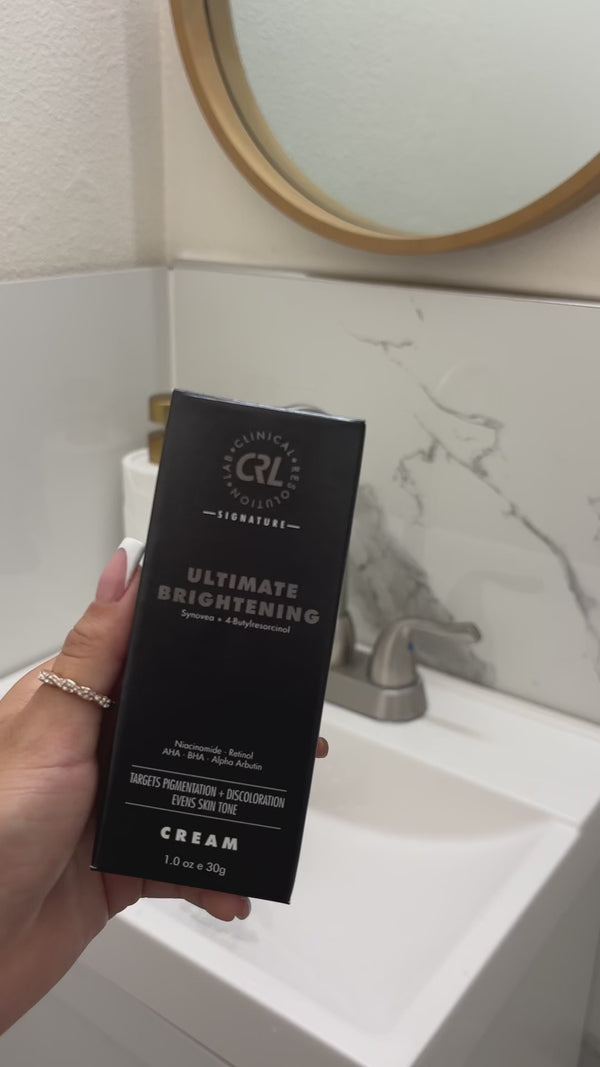 CLINICAL • RESOLUTION • LAB •
CRL
SIGNATURE
ULTIMATE
BRIGHTENING
Synovea + 4-Butylresorcinol
Niacinamide · Retinol
AHA · BHA · Alpha Arbutin
TARGETS PIGMENTATION + DISCOLORATION
EVENS SKIN TONE
CREAM
1.0 oz e 30g